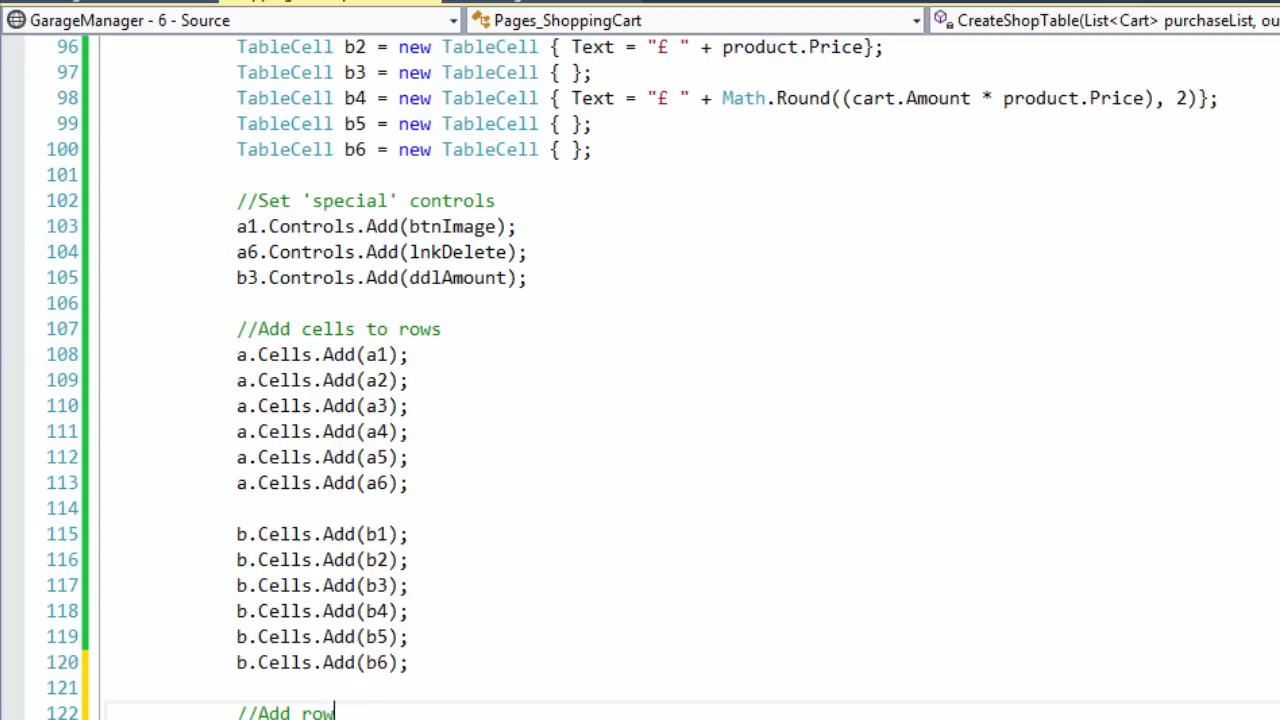 GarageManager - 6 - Source
Pages_ShoppingCart
CreateShopTable(List<Cart> purchaseList, ou
96 TableCell b2 = new TableCell { Text = "£ " + product.Price};
97 TableCell b3 = new TableCell { };
98 TableCell b4 = new TableCell { Text = "£ " + Math.Round((cart.Amount * product.Price), 2)};
99 TableCell b5 = new TableCell { };
100 TableCell b6 = new TableCell { };
101
102 //Set 'special' controls
103 a1.Controls.Add(btnImage);
104 a6.Controls.Add(lnkDelete);
105 b3.Controls.Add(ddlAmount);
106
107 //Add cells to rows
108 a.Cells.Add(a1);
109 a.Cells.Add(a2);
110 a.Cells.Add(a3);
111 a.Cells.Add(a4);
112 a.Cells.Add(a5);
113 a.Cells.Add(a6);
114
115 b.Cells.Add(b1);
116 b.Cells.Add(b2);
117 b.Cells.Add(b3);
118 b.Cells.Add(b4);
119 b.Cells.Add(b5);
120 b.Cells.Add(b6);
121
122 //Add row